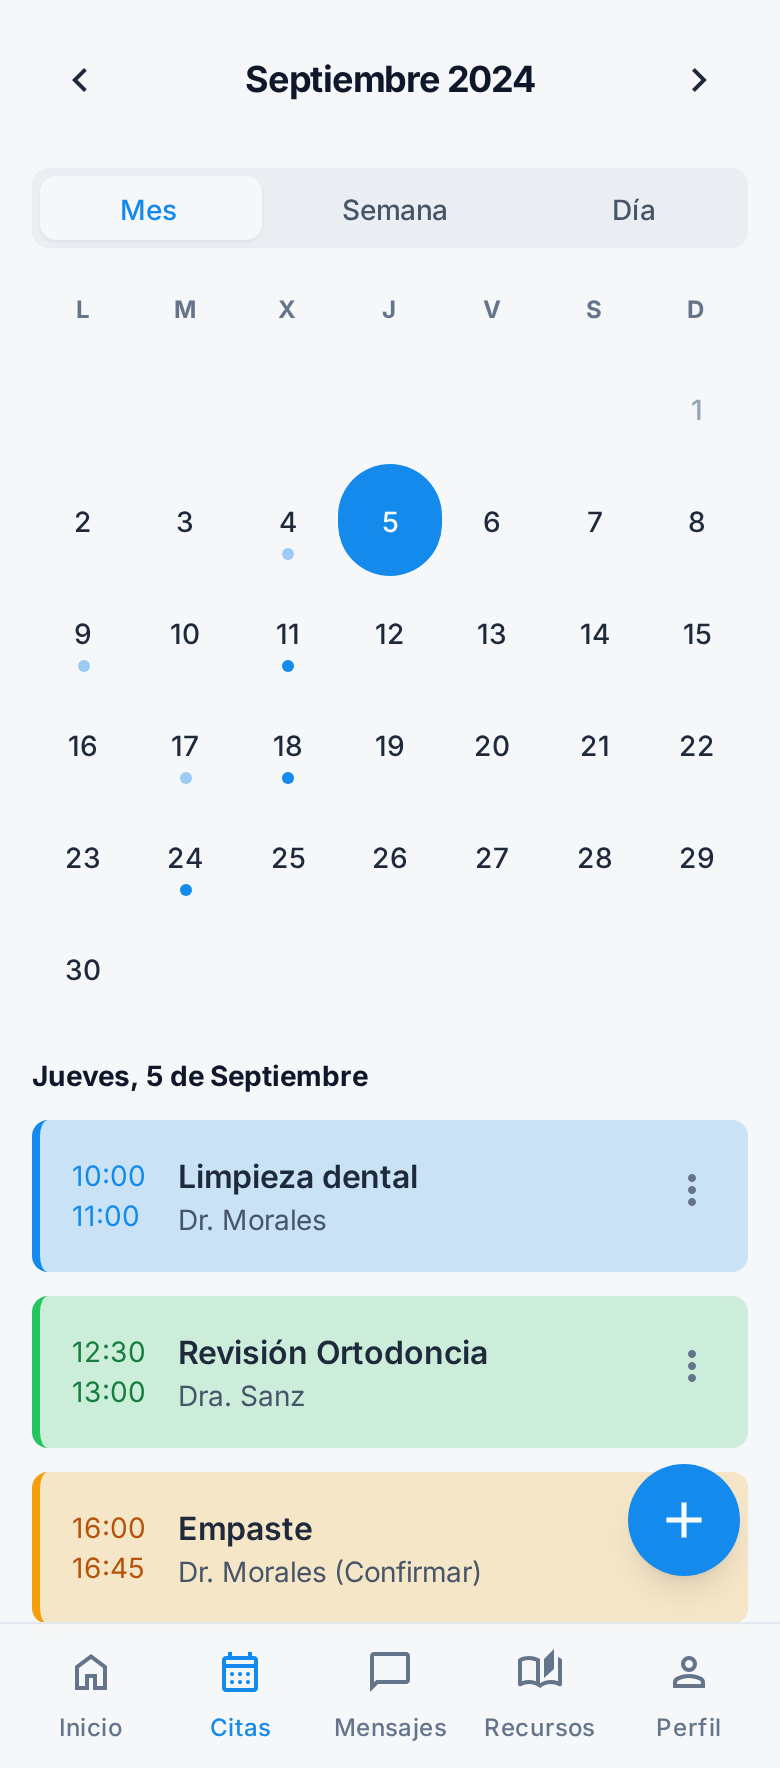 Septiembre 2024
Mes Semana Día
L M X J V S D
1
2 3 4 5 6 7 8
9 10 11 12 13 14 15
16 17 18 19 20 21 22
23 24 25 26 27 28 29
30
Jueves, 5 de Septiembre
10:00 Limpieza dental
11:00 Dr. Morales
12:30 Revisión Ortodoncia
13:00 Dra. Sanz
16:00 Empaste
16:45 Dr. Morales (Confirmar)
Inicio Citas Mensajes Recursos Perfil